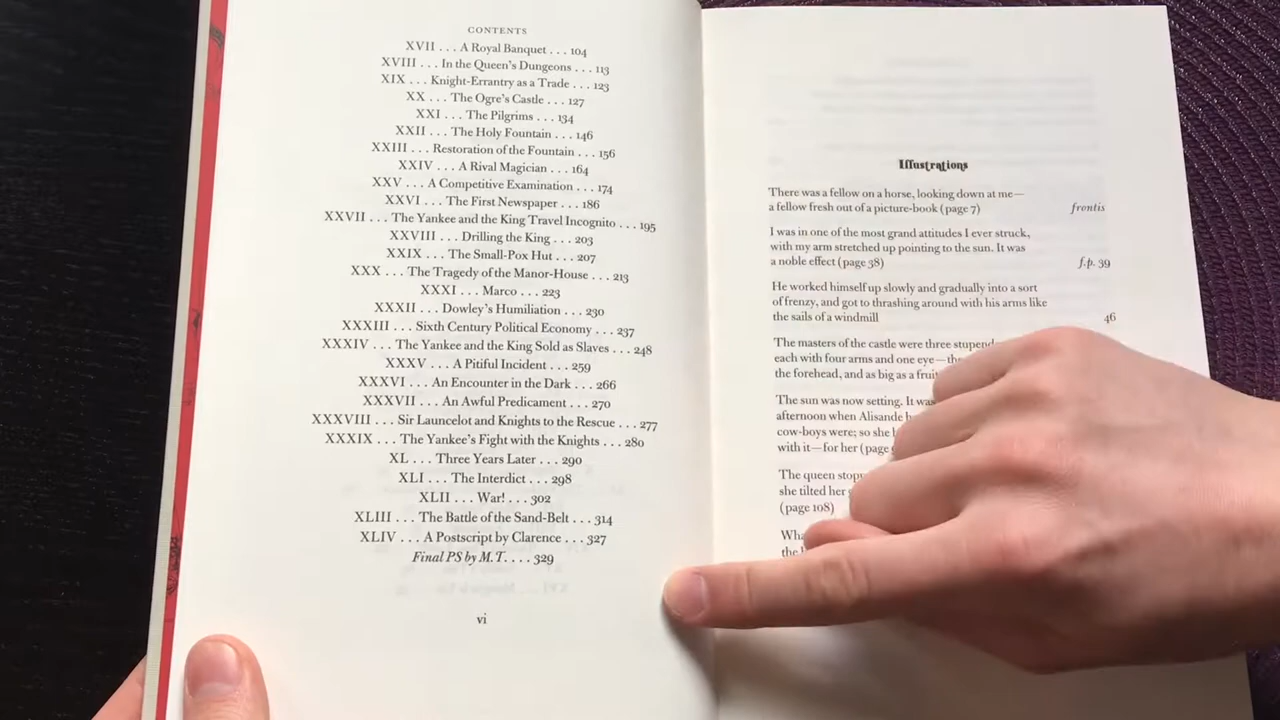 CONTENTS
XVII . . . A Royal Banquet . . . 104
XVIII . . . In the Queen's Dungeons . . . 113
XIX . . . Knight-Errantry as a Trade . . . 123
XX . . . The Ogre's Castle . . . 127
XXI . . . The Pilgrims . . . 134
XXII . . . The Holy Fountain . . . 146
XXIII . . . Restoration of the Fountain . . . 156
XXIV . . . A Rival Magician . . . 164
XXV . . . A Competitive Examination . . . 174
XXVI . . . The First Newspaper . . . 186
XXVII . . . The Yankee and the King Travel Incognito . . . 195
XXVIII . . . Drilling the King . . . 203
XXIX . . . The Small-Pox Hut . . . 207
XXX . . . The Tragedy of the Manor-House . . . 213
XXXI . . . Marco . . . 223
XXXII . . . Dowley's Humiliation . . . 230
XXXIII . . . Sixth Century Political Economy . . . 237
XXXIV . . . The Yankee and the King Sold as Slaves . . . 248
XXXV . . . A Pitiful Incident . . . 259
XXXVI . . . An Encounter in the Dark . . . 266
XXXVII . . . An Awful Predicament . . . 270
XXXVIII . . . Sir Launcelot and Knights to the Rescue . . . 277
XXXIX . . . The Yankee's Fight with the Knights . . . 280
XL . . . Three Years Later . . . 290
XLI . . . The Interdict . . . 298
XLII . . . War! . . . 302
XLIII . . . The Battle of the Sand-Belt . . . 314
XLIV . . . A Postscript by Clarence . . . 327
Final PS by M.T. . . . 329
vi
Illustrations
There was a fellow on a horse, looking down at me—
a fellow fresh out of a picture-book (page 7) frontis
I was in one of the most grand attitudes I ever struck,
with my arm stretched up pointing to the sun. It was
a noble effect (page 38) f.p. 39
He worked himself up slowly and gradually into a sort
of frenzy, and got to thrashing around with his arms like
the sails of a windmill 46
The masters of the castle were three
each with four arms and one eye—
the forehead, and as big as a
The sun was now setting. It was
afternoon when Alisande
cow-boys were; so she
with it—for her (page
The queen
she tilted her
(page 108)
the